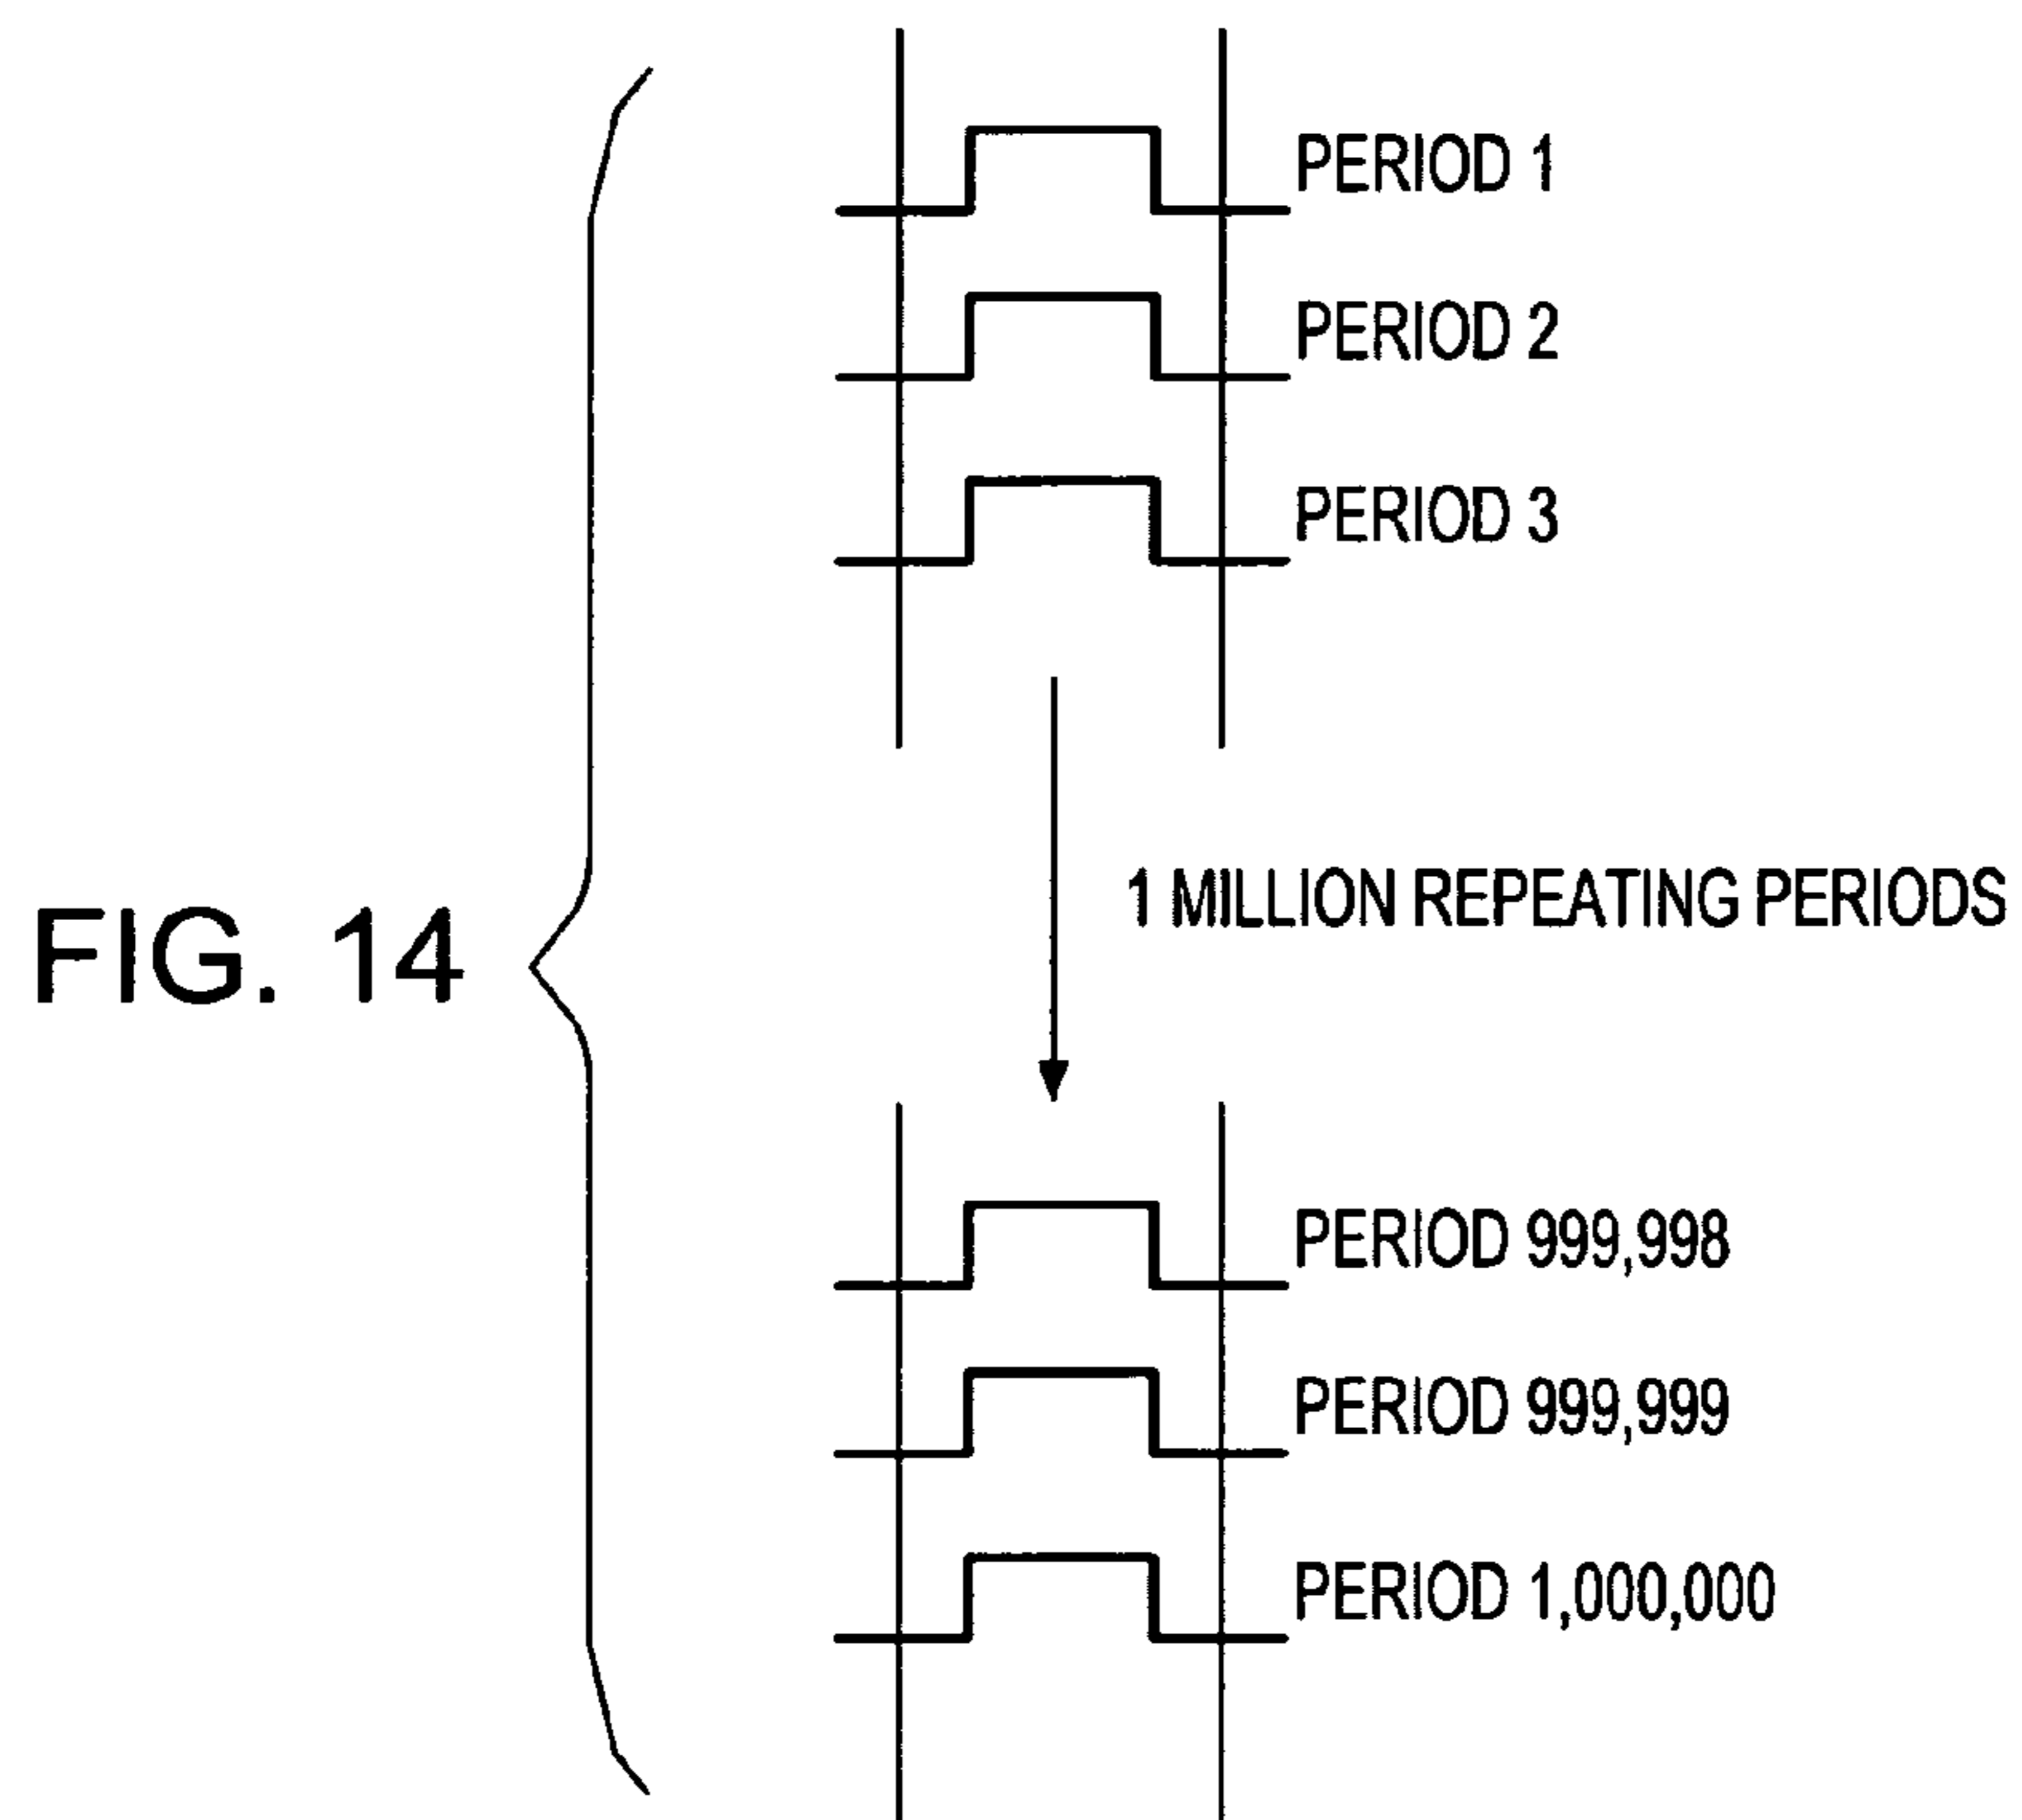 PERIOD 1
PERIOD 2
PERIOD 3
1 MILLION REPEATING PERIODS
FIG. 14
PERIOD 999,998
PERIOD 999,999
PERIOD 1,000,000